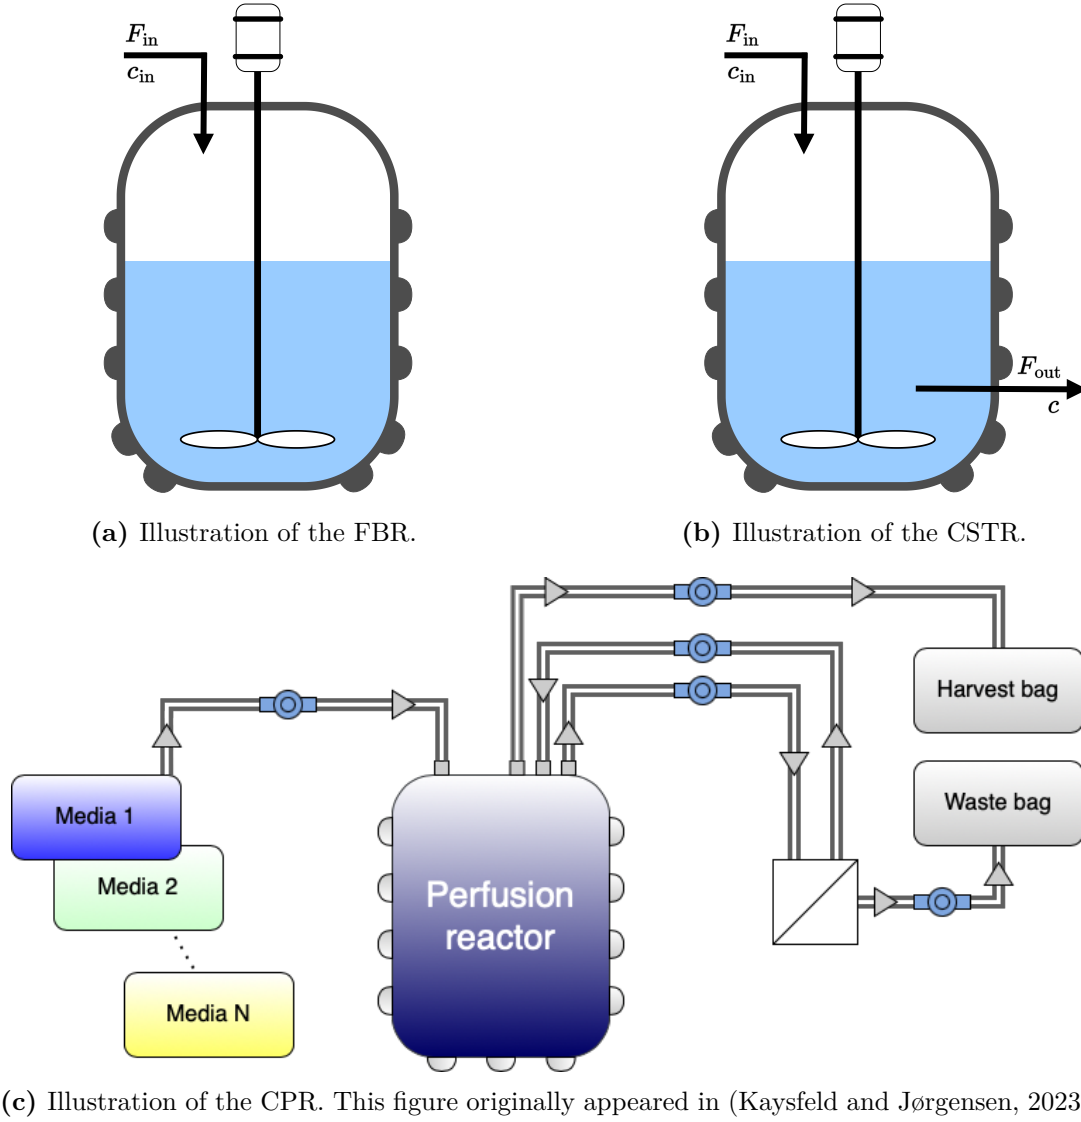 F_in
c_in
F_in
c_in
F_out
c
(a) Illustration of the FBR.
(b) Illustration of the CSTR.
Harvest bag
Media 1
Waste bag
Media 2
Perfusion
reactor
Media N
(c) Illustration of the CPR. This figure originally appeared in (Kaysfeld and Jørgensen, 2023